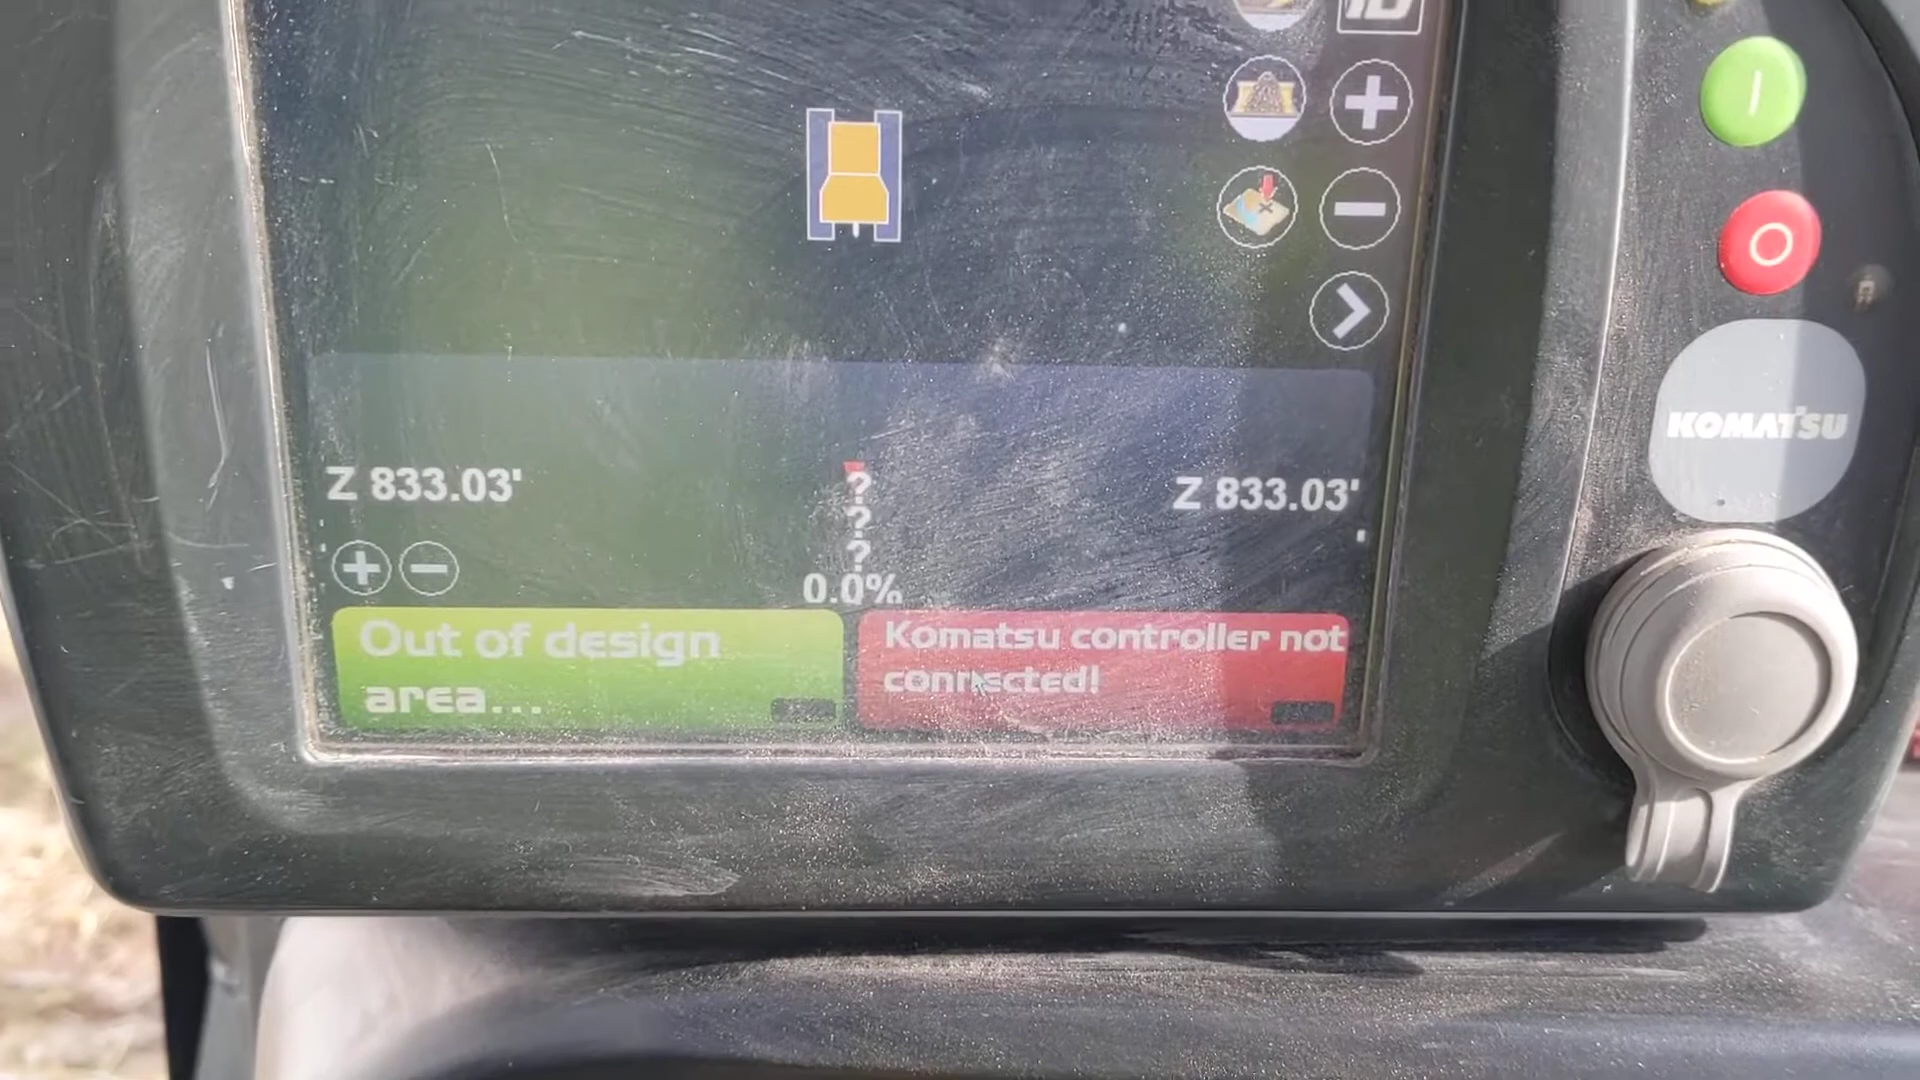 KOMATSU
Z 833.03'
?
Z 833.03'
?
?
0.0%
Out of design
area...
Komatsu controller not
connected!